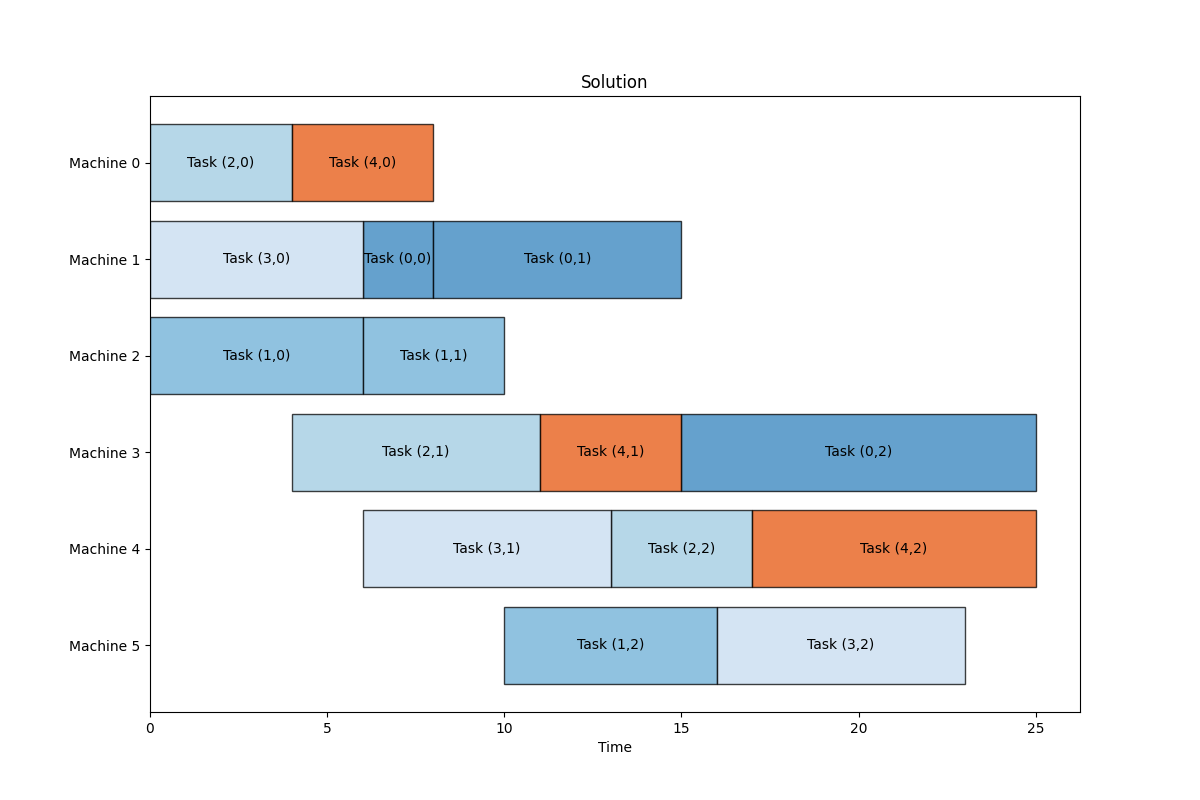 Solution
Machine 0
Task (2,0)
Task (4,0)
Machine 1
Task (3,0)
Task (0,0)
Task (0,1)
Machine 2
Task (1,0)
Task (1,1)
Machine 3
Task (2,1)
Task (4,1)
Task (0,2)
Machine 4
Task (3,1)
Task (2,2)
Task (4,2)
Machine 5
Task (1,2)
Task (3,2)
0 5 10 15 20 25
Time